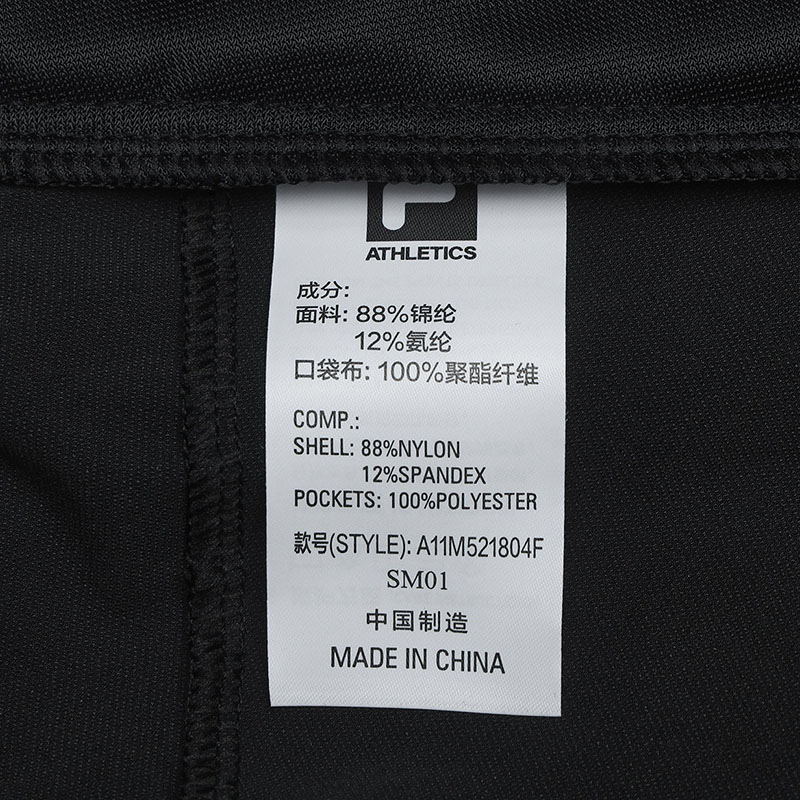 ATHLETICS
成分:
面料: 88%锦纶
12%氨纶
口袋布: 100%聚酯纤维
COMP.:
SHELL: 88%NYLON
12%SPANDEX
POCKETS: 100%POLYESTER
款号(STYLE): A11M521804F
SM01
中国制造
MADE IN CHINA